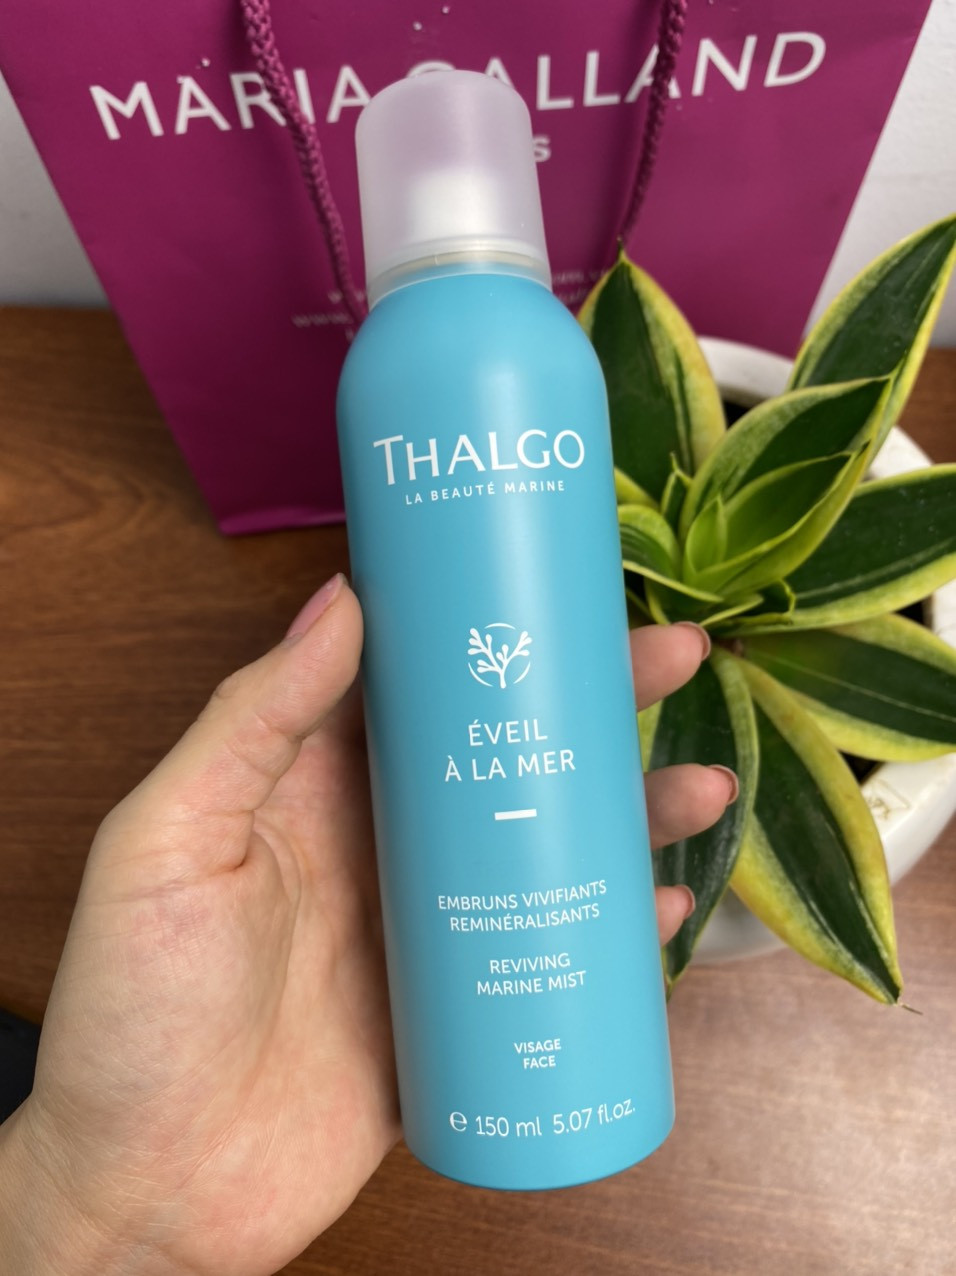 MARIA GALLAND
THALGO
LA BEAUTÉ MARINE
ÉVEIL
À LA MER
EMBRUNS VIVIFIANTS
REMINÉRALISANTS
REVIVING
MARINE MIST
VISAGE
FACE
℮ 150 ml 5.07 fl.oz.